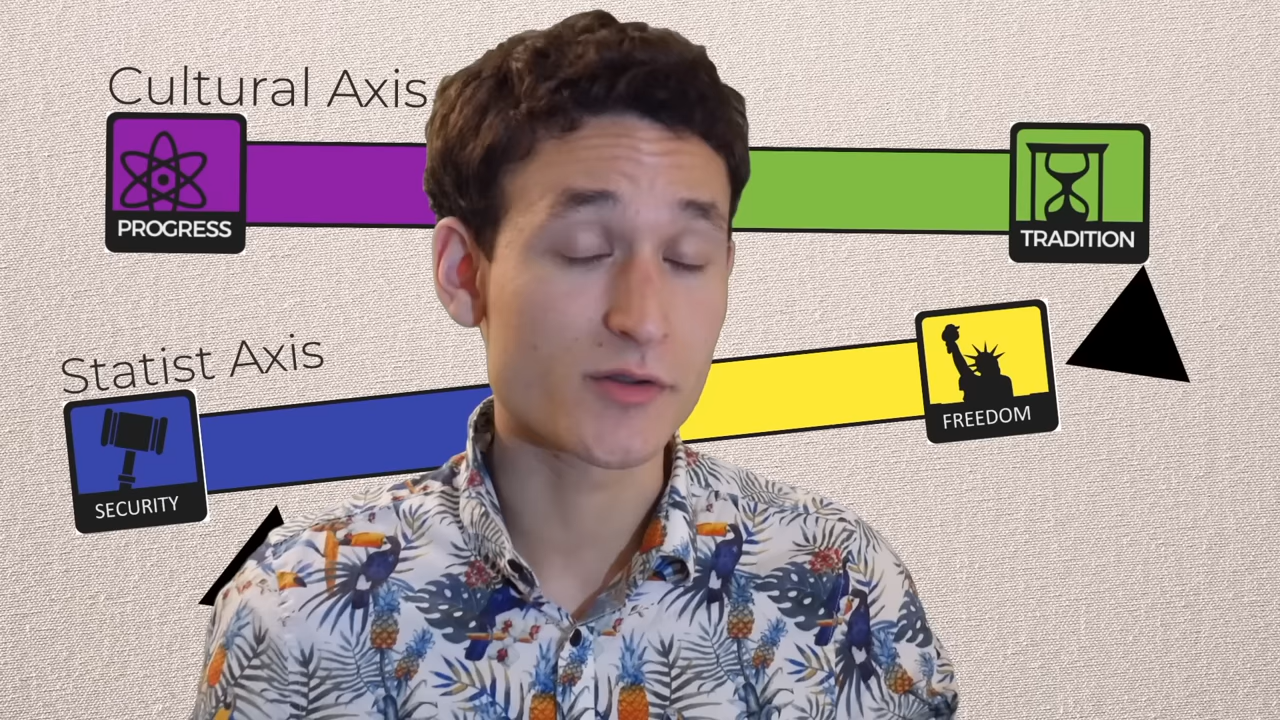 Cultural Axis
PROGRESS
TRADITION
Statist Axis
SECURITY
FREEDOM